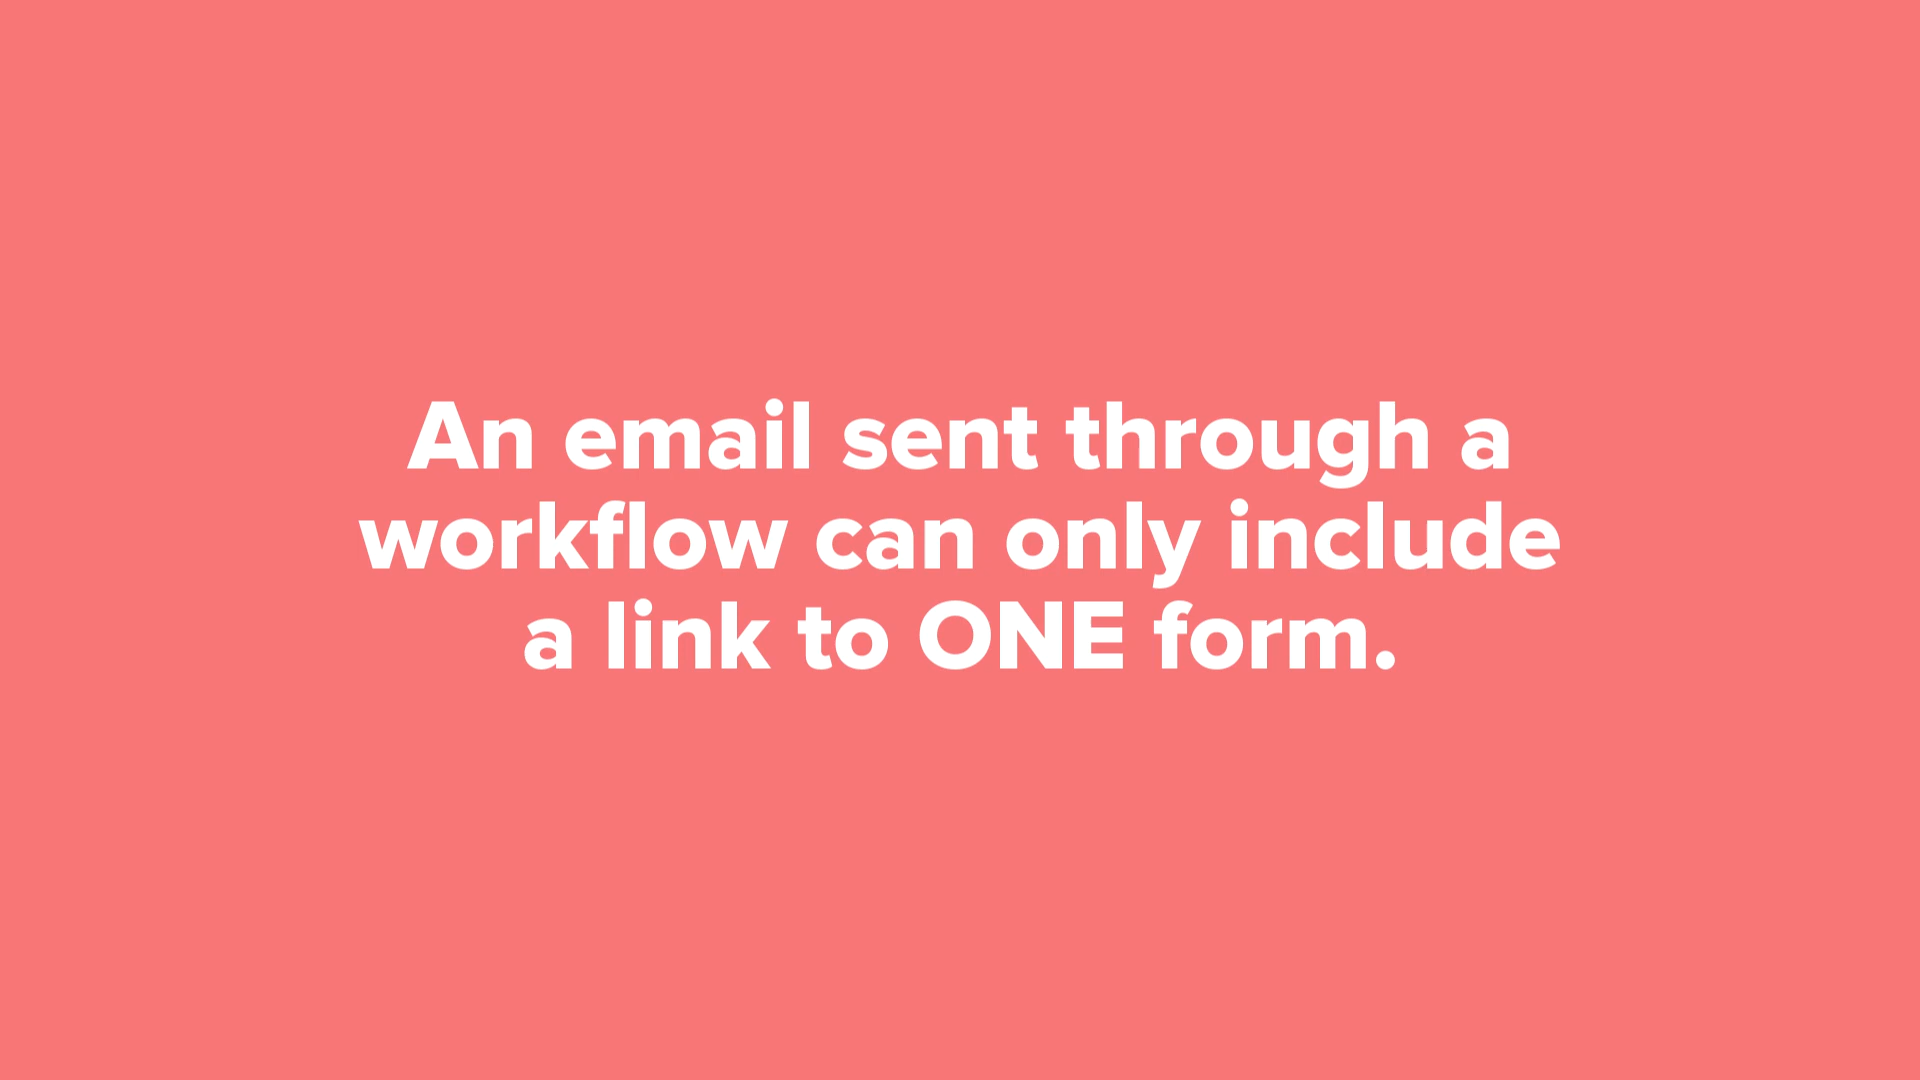 An email sent through a
workflow can only include
a link to ONE form.